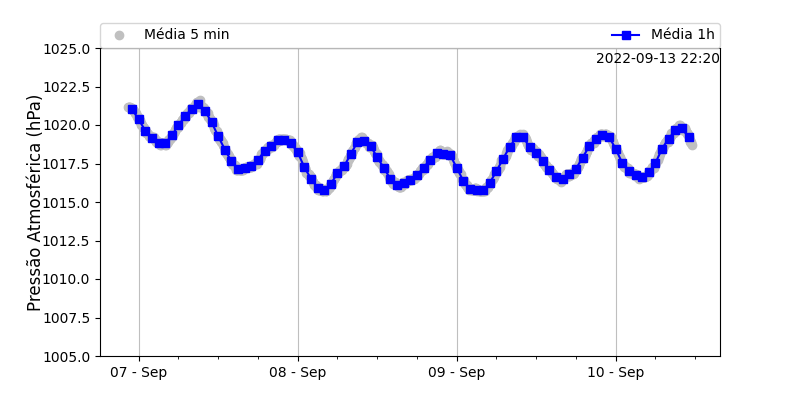 Média 5 min
Média 1h
2022-09-13 22:20
Pressão Atmosférica (hPa)
1025.0
1022.5
1020.0
1017.5
1015.0
1012.5
1010.0
1007.5
1005.0
07 - Sep
08 - Sep
09 - Sep
10 - Sep